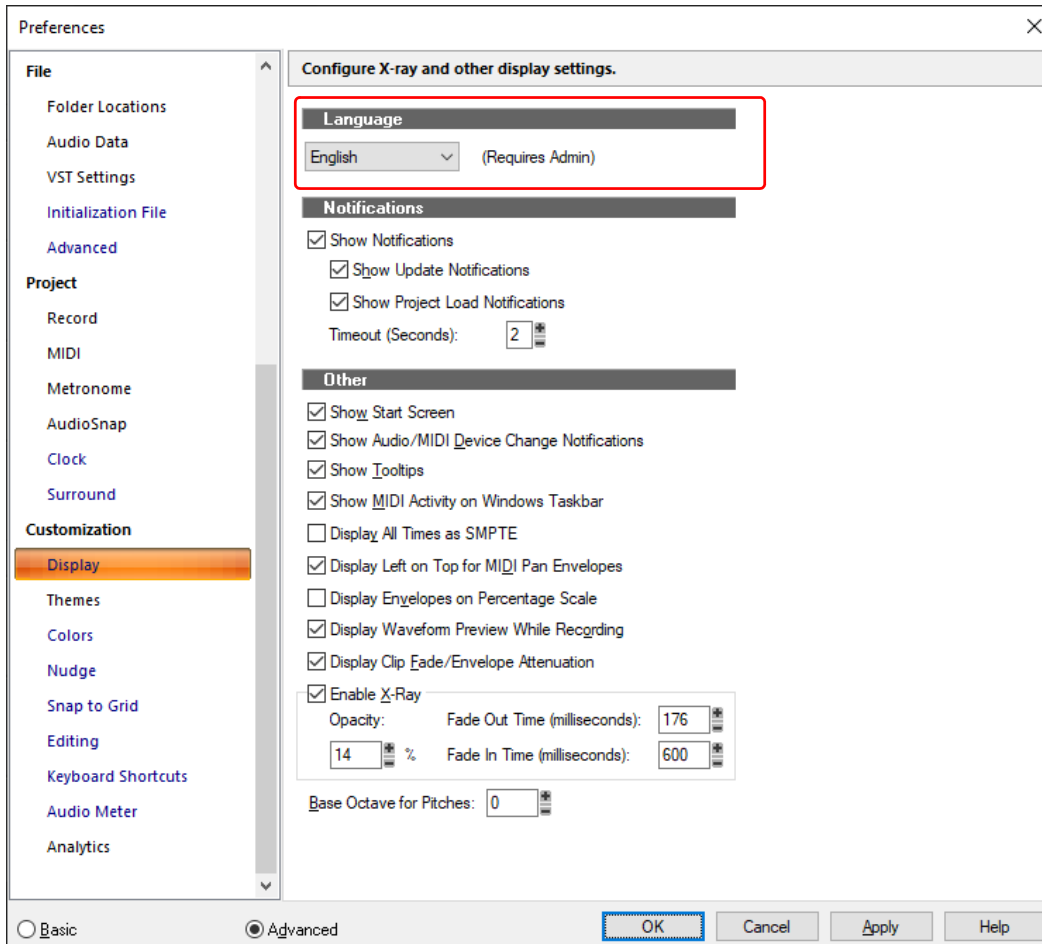 Preferences
File
Folder Locations
Audio Data
VST Settings
Initialization File
Advanced
Project
Record
MIDI
Metronome
AudioSnap
Clock
Surround
Customization
Display
Themes
Colors
Nudge
Snap to Grid
Editing
Keyboard Shortcuts
Audio Meter
Analytics
Configure X-ray and other display settings.
Language
English (Requires Admin)
Notifications
Show Notifications
Show Update Notifications
Show Project Load Notifications
Timeout (Seconds): 2
Other
Show Start Screen
Show Audio/MIDI Device Change Notifications
Show Tooltips
Show MIDI Activity on Windows Taskbar
Display All Times as SMPTE
Display Left on Top for MIDI Pan Envelopes
Display Envelopes on Percentage Scale
Display Waveform Preview While Recording
Display Clip Fade/Envelope Attenuation
Enable X-Ray
Opacity: Fade Out Time (milliseconds): 176
14 % Fade In Time (milliseconds): 600
Base Octave for Pitches: 0
Basic Advanced OK Cancel Apply Help